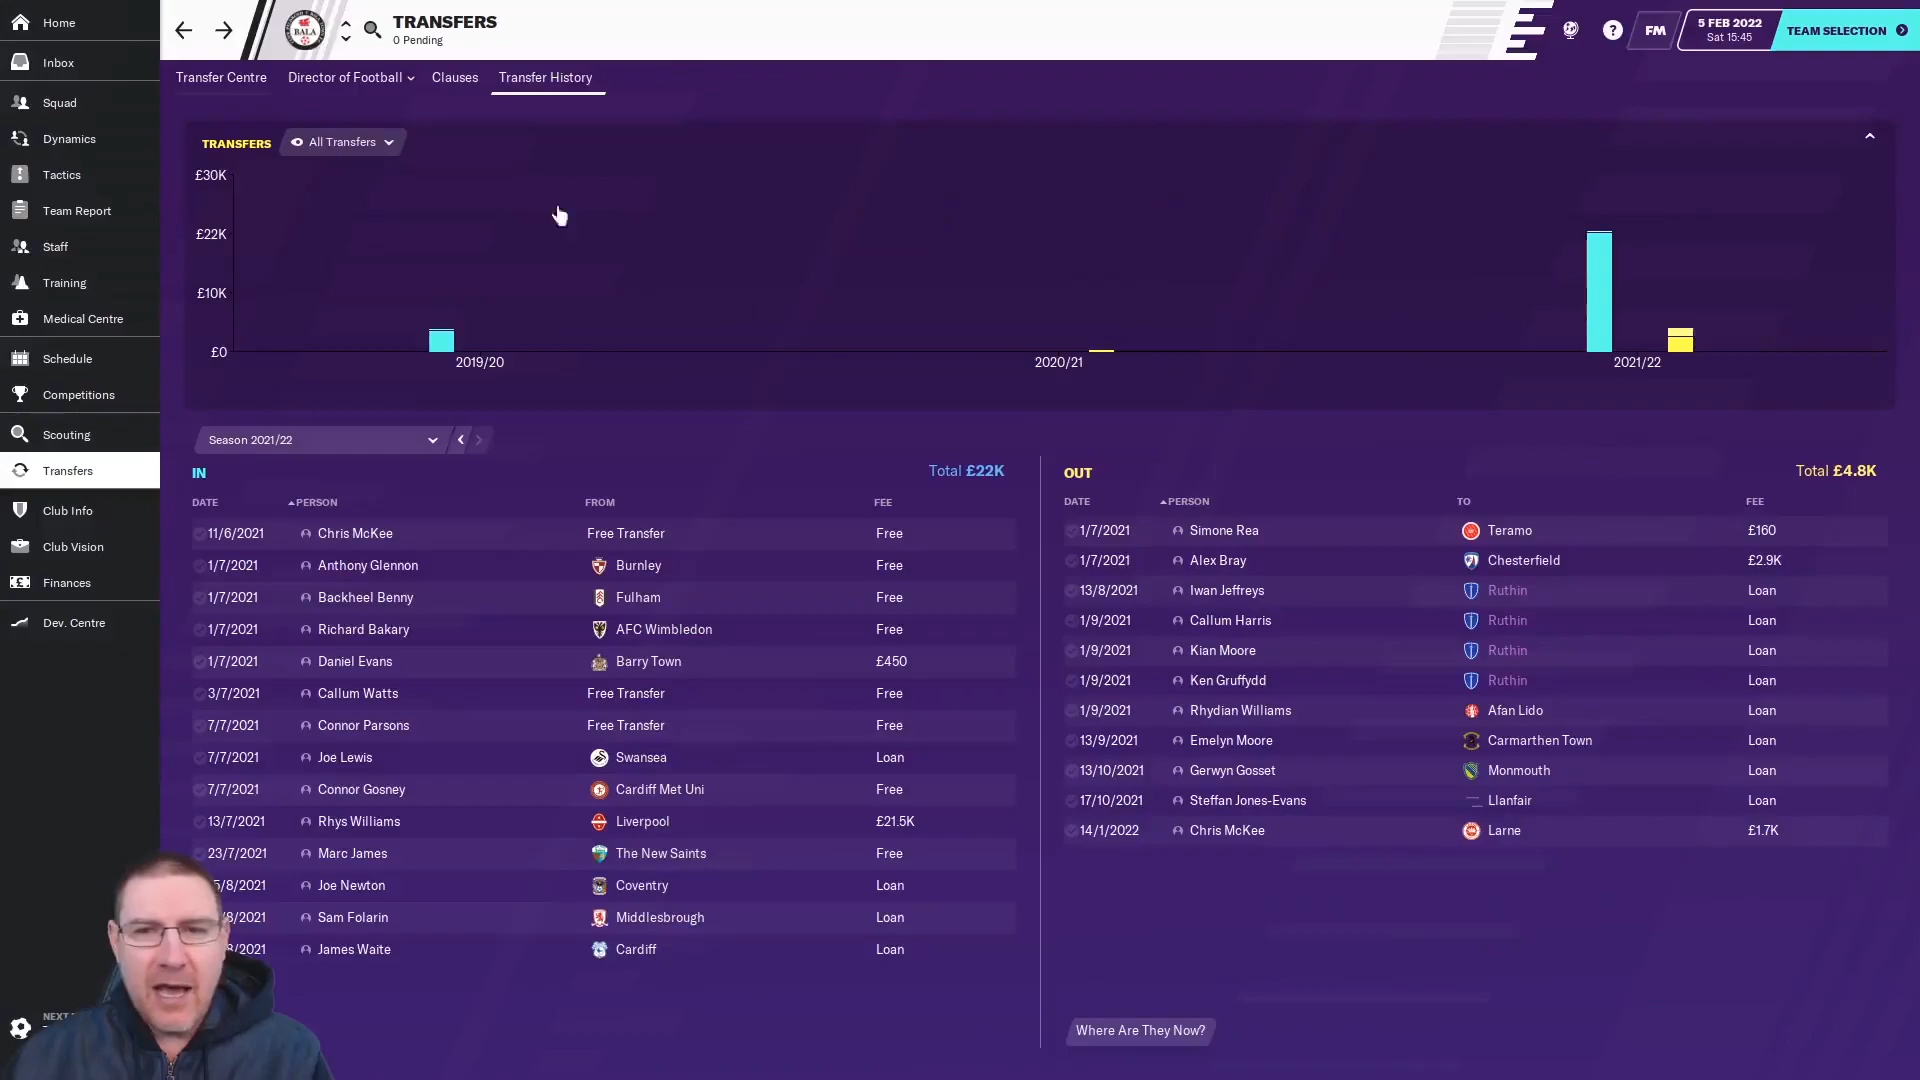 Home
Inbox
Squad
Dynamics
Tactics
Team Report
Staff
Training
Medical Centre
Schedule
Competitions
Scouting
Transfers
Club Info
Club Vision
Finances
Dev. Centre
BALA
TRANSFERS
0 Pending
?
FM
5 FEB 2022
Sat 15:45
TEAM SELECTION
Transfer Centre Director of Football Clauses Transfer History
TRANSFERS All Transfers
£30K
£22K
£10K
£0
2019/20 2020/21 2021/22
Season 2021/22
IN Total £22K
DATE PERSON FROM FEE
11/6/2021 Chris McKee Free Transfer Free
1/7/2021 Anthony Glennon Burnley Free
1/7/2021 Backheel Benny Fulham Free
1/7/2021 Richard Bakary AFC Wimbledon Free
1/7/2021 Daniel Evans Barry Town £450
3/7/2021 Callum Watts Free Transfer Free
7/7/2021 Connor Parsons Free Transfer Free
7/7/2021 Joe Lewis Swansea Loan
7/7/2021 Connor Gosney Cardiff Met Uni Free
13/7/2021 Rhys Williams Liverpool £21.5K
23/7/2021 Marc James The New Saints Free
5/8/2021 Joe Newton Coventry Loan
/8/2021 Sam Folarin Middlesbrough Loan
8/2021 James Waite Cardiff Loan
OUT Total £4.8K
DATE PERSON TO FEE
1/7/2021 Simone Rea Teramo £160
1/7/2021 Alex Bray Chesterfield £2.9K
13/8/2021 Iwan Jeffreys Ruthin Loan
1/9/2021 Callum Harris Ruthin Loan
1/9/2021 Kian Moore Ruthin Loan
1/9/2021 Ken Gruffydd Ruthin Loan
1/9/2021 Rhydian Williams Afan Lido Loan
13/9/2021 Emelyn Moore Carmarthen Town Loan
13/10/2021 Gerwyn Gosset Monmouth Loan
17/10/2021 Steffan Jones-Evans Llanfair Loan
14/1/2022 Chris McKee Larne £1.7K
Where Are They Now?
NEXT